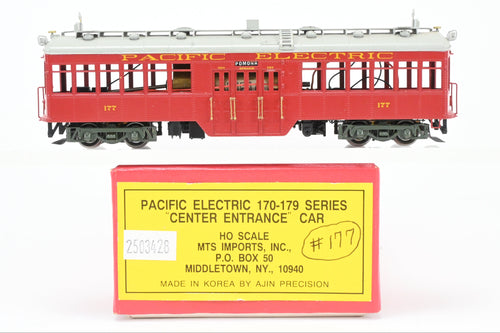 POMONA
PACIFIC ELECTRIC
177
177
PACIFIC ELECTRIC 170-179 SERIES
"CENTER ENTRANCE" CAR
HO SCALE
MTS IMPORTS, INC.,
P.O. BOX 50
MIDDLETOWN, NY., 10940
MADE IN KOREA BY AJIN PRECISION
2503428
#177